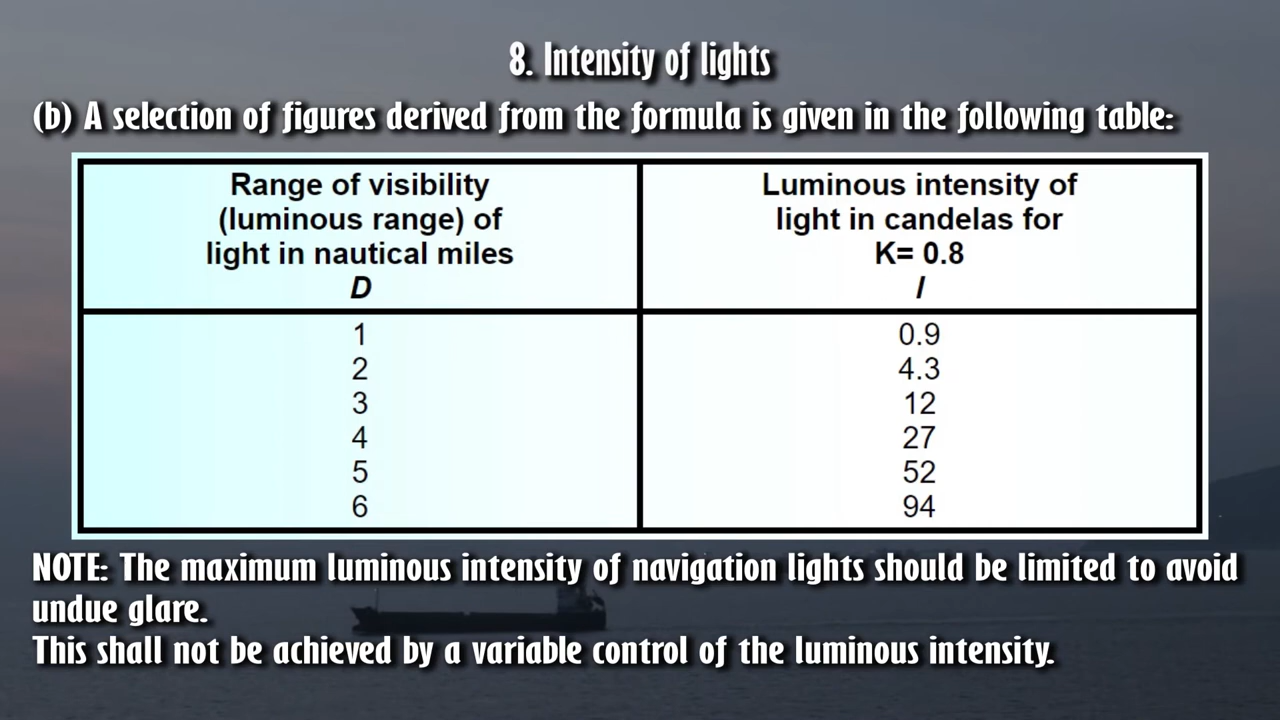 8. Intensity of lights
(b) A selection of figures derived from the formula is given in the following table:
Range of visibility
(luminous range) of
light in nautical miles
D
Luminous intensity of
light in candelas for
K= 0.8
I
1 0.9
2 4.3
3 12
4 27
5 52
6 94
NOTE: The maximum luminous intensity of navigation lights should be limited to avoid
undue glare.
This shall not be achieved by a variable control of the luminous intensity.